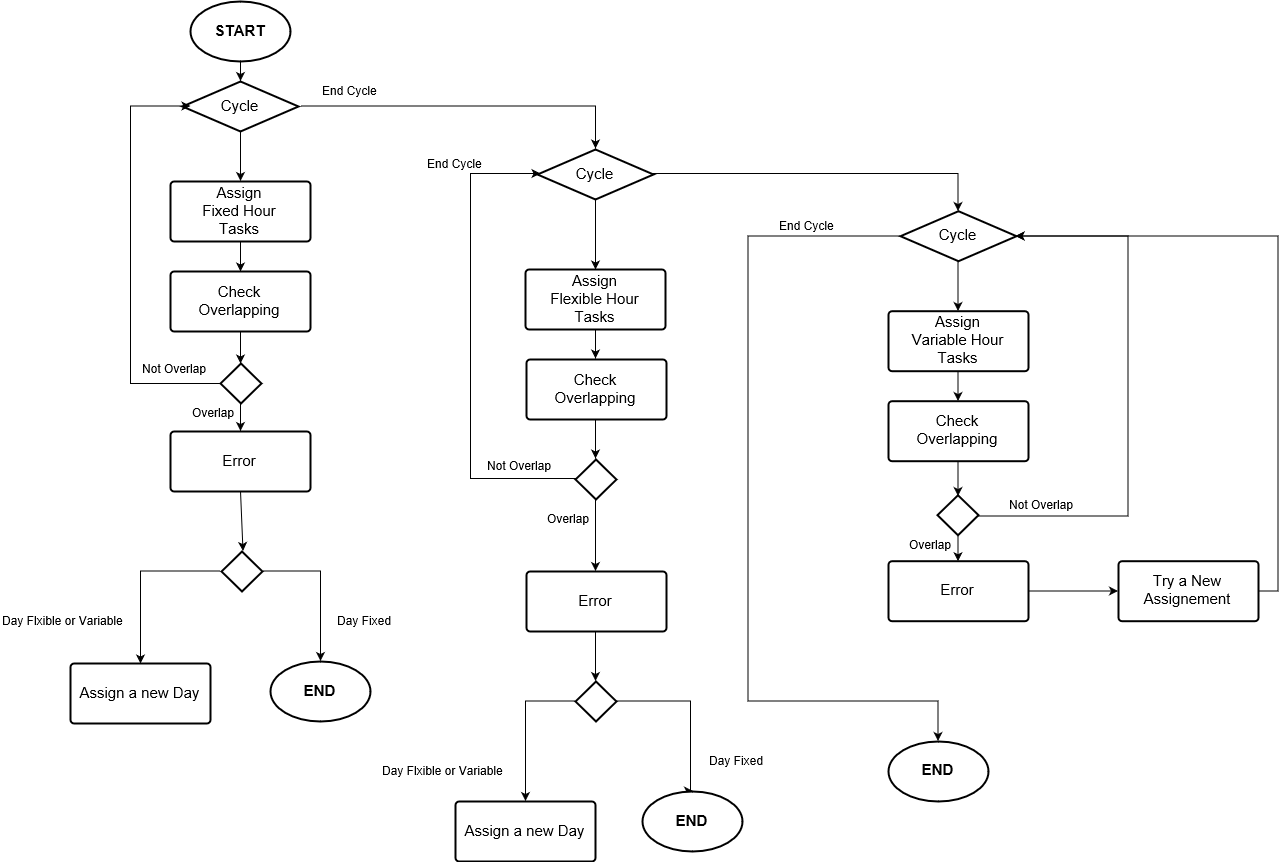 START
Cycle
End Cycle
Assign
Fixed Hour
Tasks
Check
Overlapping
Not Overlap
Overlap
Error
Day Flxible or Variable
Day Fixed
Assign a new Day
END
End Cycle
Cycle
Assign
Flexible Hour
Tasks
Check
Overlapping
Not Overlap
Overlap
Error
Day Flxible or Variable
Day Fixed
Assign a new Day
END
End Cycle
Cycle
Assign
Variable Hour
Tasks
Check
Overlapping
Not Overlap
Overlap
Error
Try a New
Assignement
END